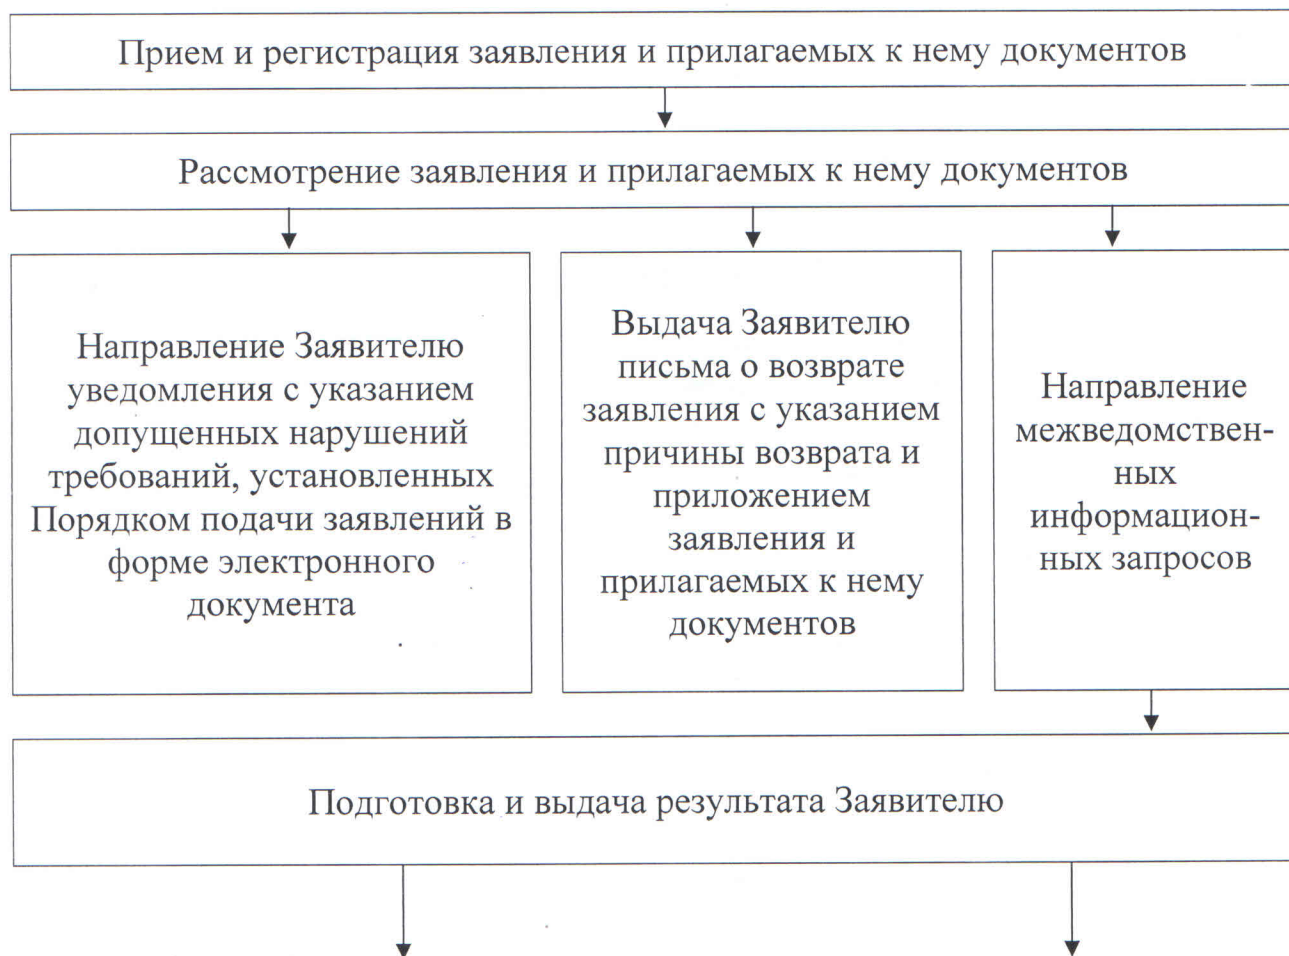 Прием и регистрация заявления и прилагаемых к нему документов
Рассмотрение заявления и прилагаемых к нему документов
Направление Заявителю
уведомления с указанием
допущенных нарушений
требований, установленных
Порядком подачи заявлений в
форме электронного
документа
Выдача Заявителю
письма о возврате
заявления с указанием
причины возврата и
приложением
заявления и
прилагаемых к нему
документов
Направление
межведомствен-
ных
информацион-
ных запросов
Подготовка и выдача результата Заявителю